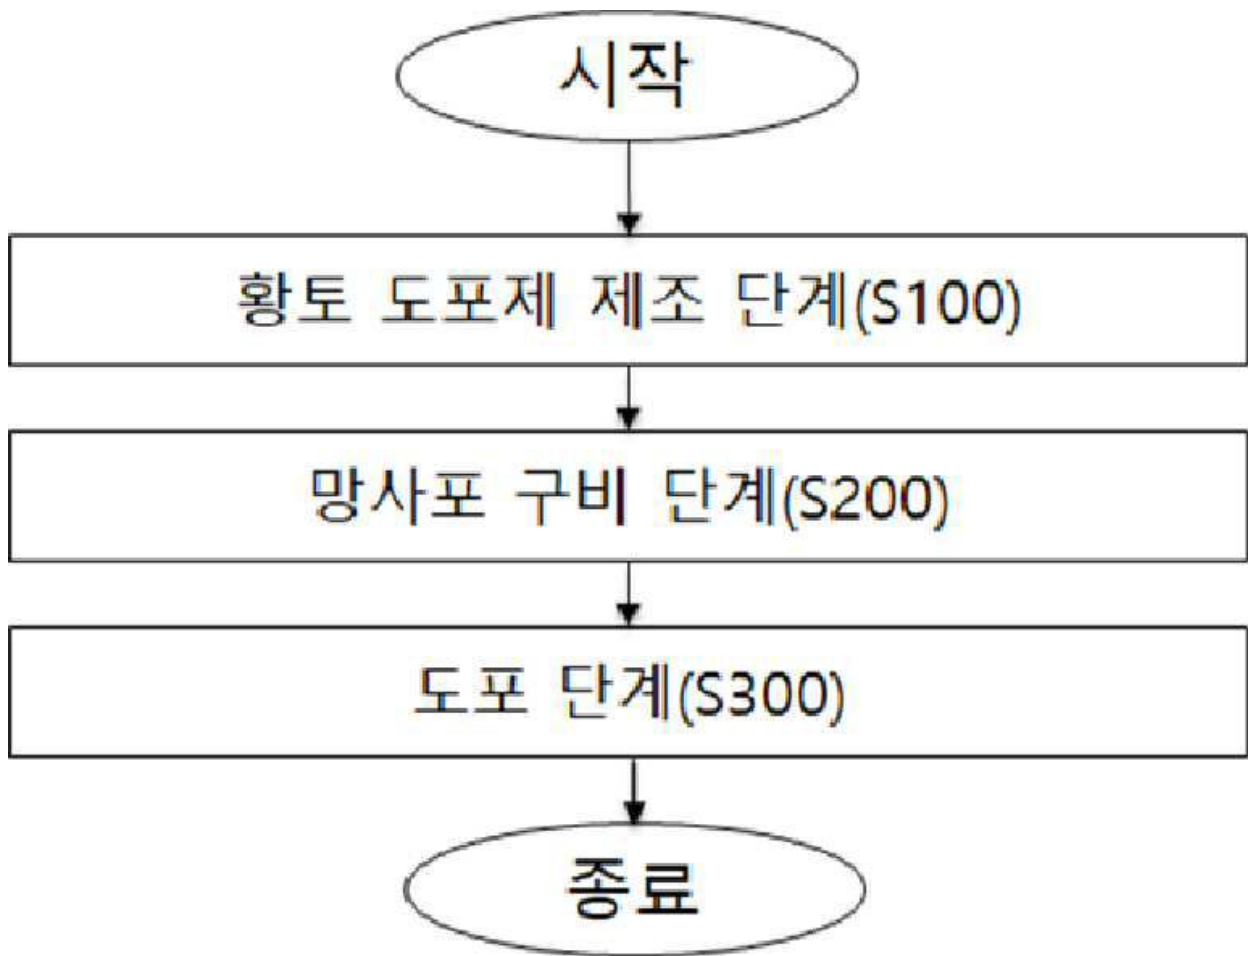 시작
황토 도포제 제조 단계(S100)
망사포 구비 단계(S200)
도포 단계(S300)
종료